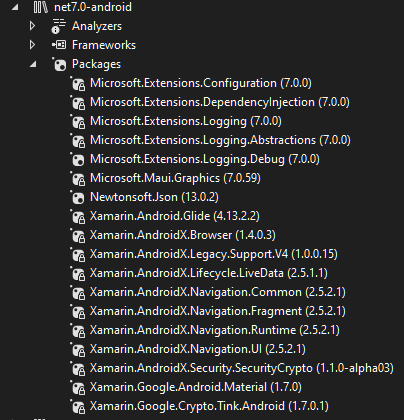 net7.0-android
Analyzers
Frameworks
Packages
Microsoft.Extensions.Configuration (7.0.0)
Microsoft.Extensions.DependencyInjection (7.0.0)
Microsoft.Extensions.Logging (7.0.0)
Microsoft.Extensions.Logging.Abstractions (7.0.0)
Microsoft.Extensions.Logging.Debug (7.0.0)
Microsoft.Maui.Graphics (7.0.59)
Newtonsoft.Json (13.0.2)
Xamarin.Android.Glide (4.13.2.2)
Xamarin.AndroidX.Browser (1.4.0.3)
Xamarin.AndroidX.Legacy.Support.V4 (1.0.0.15)
Xamarin.AndroidX.Lifecycle.LiveData (2.5.1.1)
Xamarin.AndroidX.Navigation.Common (2.5.2.1)
Xamarin.AndroidX.Navigation.Fragment (2.5.2.1)
Xamarin.AndroidX.Navigation.Runtime (2.5.2.1)
Xamarin.AndroidX.Navigation.UI (2.5.2.1)
Xamarin.AndroidX.Security.SecurityCrypto (1.1.0-alpha03)
Xamarin.Google.Android.Material (1.7.0)
Xamarin.Google.Crypto.Tink.Android (1.7.0.1)